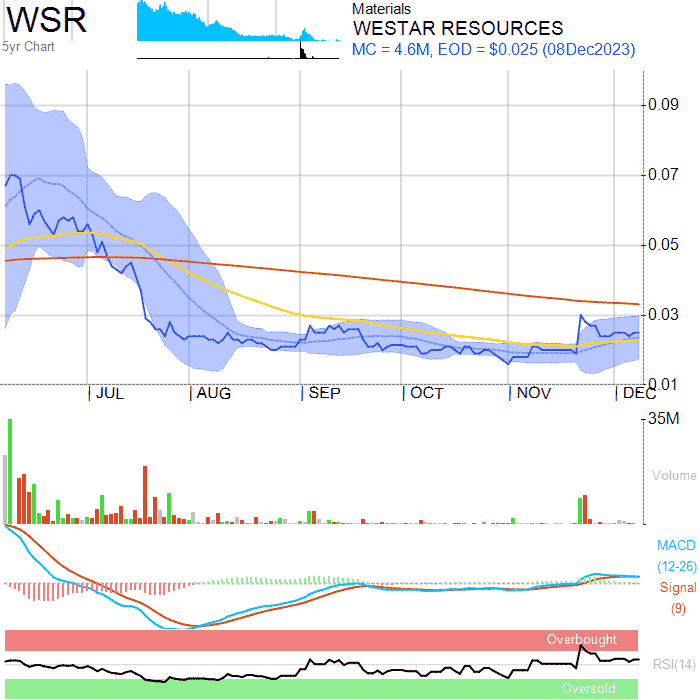 WSR
5yr Chart
Materials
WESTAR RESOURCES
MC = 4.6M, EOD = $0.025 (08Dec2023)
0.09
0.07
0.05
0.03
0.01
JUL AUG SEP OCT NOV DEC
35M
Volume
MACD
(12-26)
Signal
(9)
Overbought
RSI(14)
Oversold